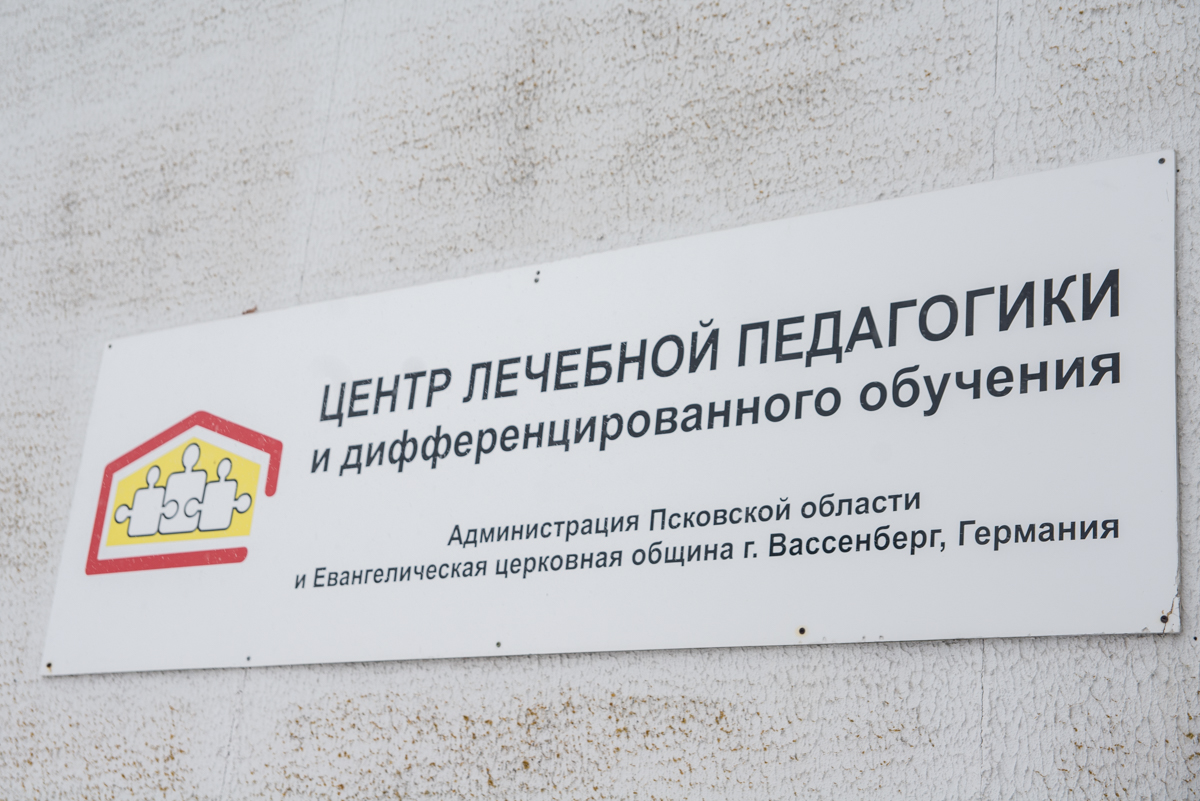 ЦЕНТР ЛЕЧЕБНОЙ ПЕДАГОГИКИ
и дифференцированного обучения
Администрация Псковской области
и Евангелическая церковная община г. Вассенберг, Германия